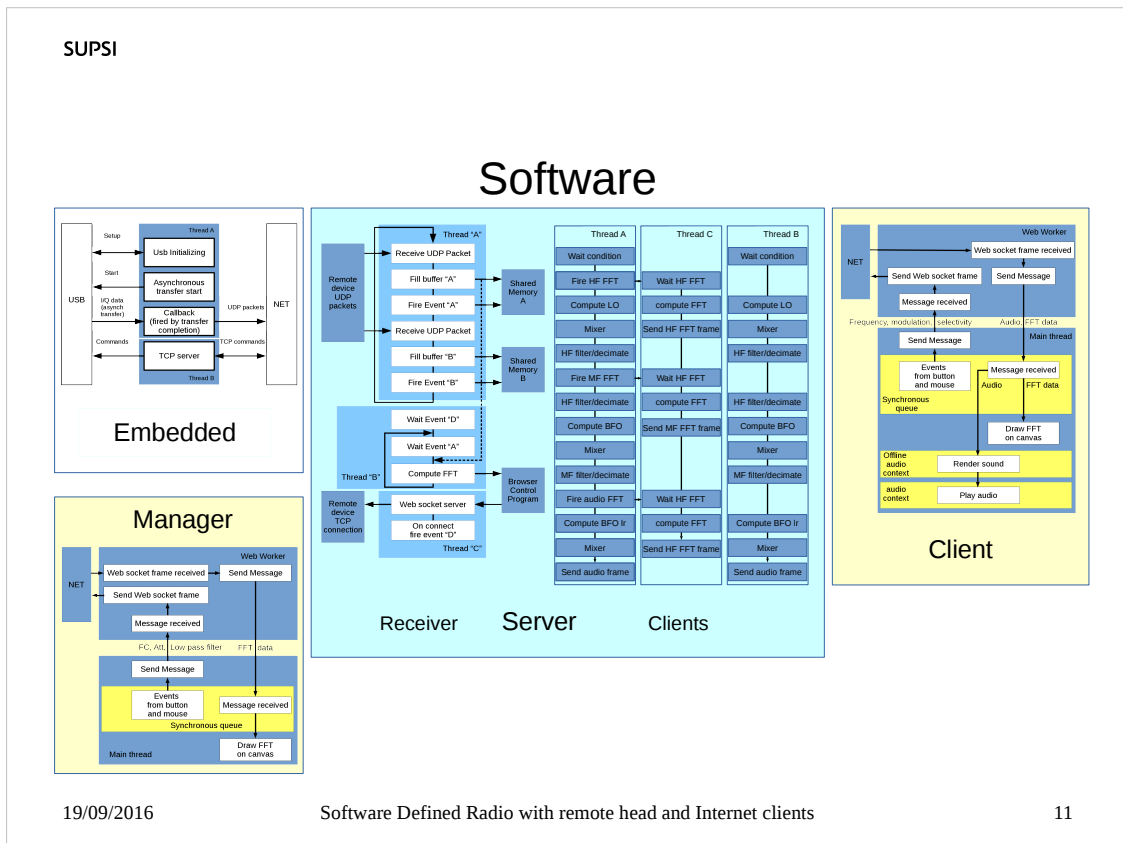 SUPSI
Software
Thread A
Setup
Usb Initializing
Start
Asynchronous
transfer start
USB
I/Q data
(asynch
transfer)
Callback
(fired by transfer
completion)
UDP packets
NET
Commands
TCP server
TCP commands
Thread B
Embedded
Manager
Web Worker
NET
Web socket frame received
Send Message
Send Web socket frame
Message received
FC, Att, Low pass filter
FFT data
Send Message
Events
from button
and mouse
Message received
Synchronous queue
Draw FFT
on canvas
Main thread
Thread "A"
Remote
device
UDP
packets
Receive UDP Packet
Fill buffer "A"
Fire Event "A"
Shared
Memory
A
Receive UDP Packet
Fill buffer "B"
Fire Event "B"
Shared
Memory
B
Wait Event "D"
Wait Event "A"
Compute FFT
Thread "B"
Browser
Control
Program
Remote
device
TCP
connection
Web socket server
On connect
fire event "D"
Thread "C"
Thread A
Wait condition
Fire HF FFT
Compute LO
Mixer
HF filter/decimate
Fire MF FFT
HF filter/decimate
Compute BFO
Mixer
MF filter/decimate
Fire audio FFT
Compute BFO lr
Mixer
Send audio frame
Thread C
Wait HF FFT
compute FFT
Send HF FFT frame
Wait HF FFT
compute FFT
Send MF FFT frame
Wait HF FFT
compute FFT
Send HF FFT frame
Thread B
Wait condition
Compute LO
Mixer
HF filter/decimate
HF filter/decimate
Compute BFO
Mixer
MF filter/decimate
Compute BFO lr
Mixer
Send audio frame
Receiver
Server
Clients
Web Worker
NET
Web socket frame received
Send Web socket frame
Send Message
Message received
Frequency, modulation, selectivity
Audio, FFT data
Send Message
Main thread
Events
from button
and mouse
Message received
Audio
FFT data
Synchronous
queue
Draw FFT
on canvas
Offline
audio
context
Render sound
audio
context
Play audio
Client
19/09/2016
Software Defined Radio with remote head and Internet clients
11